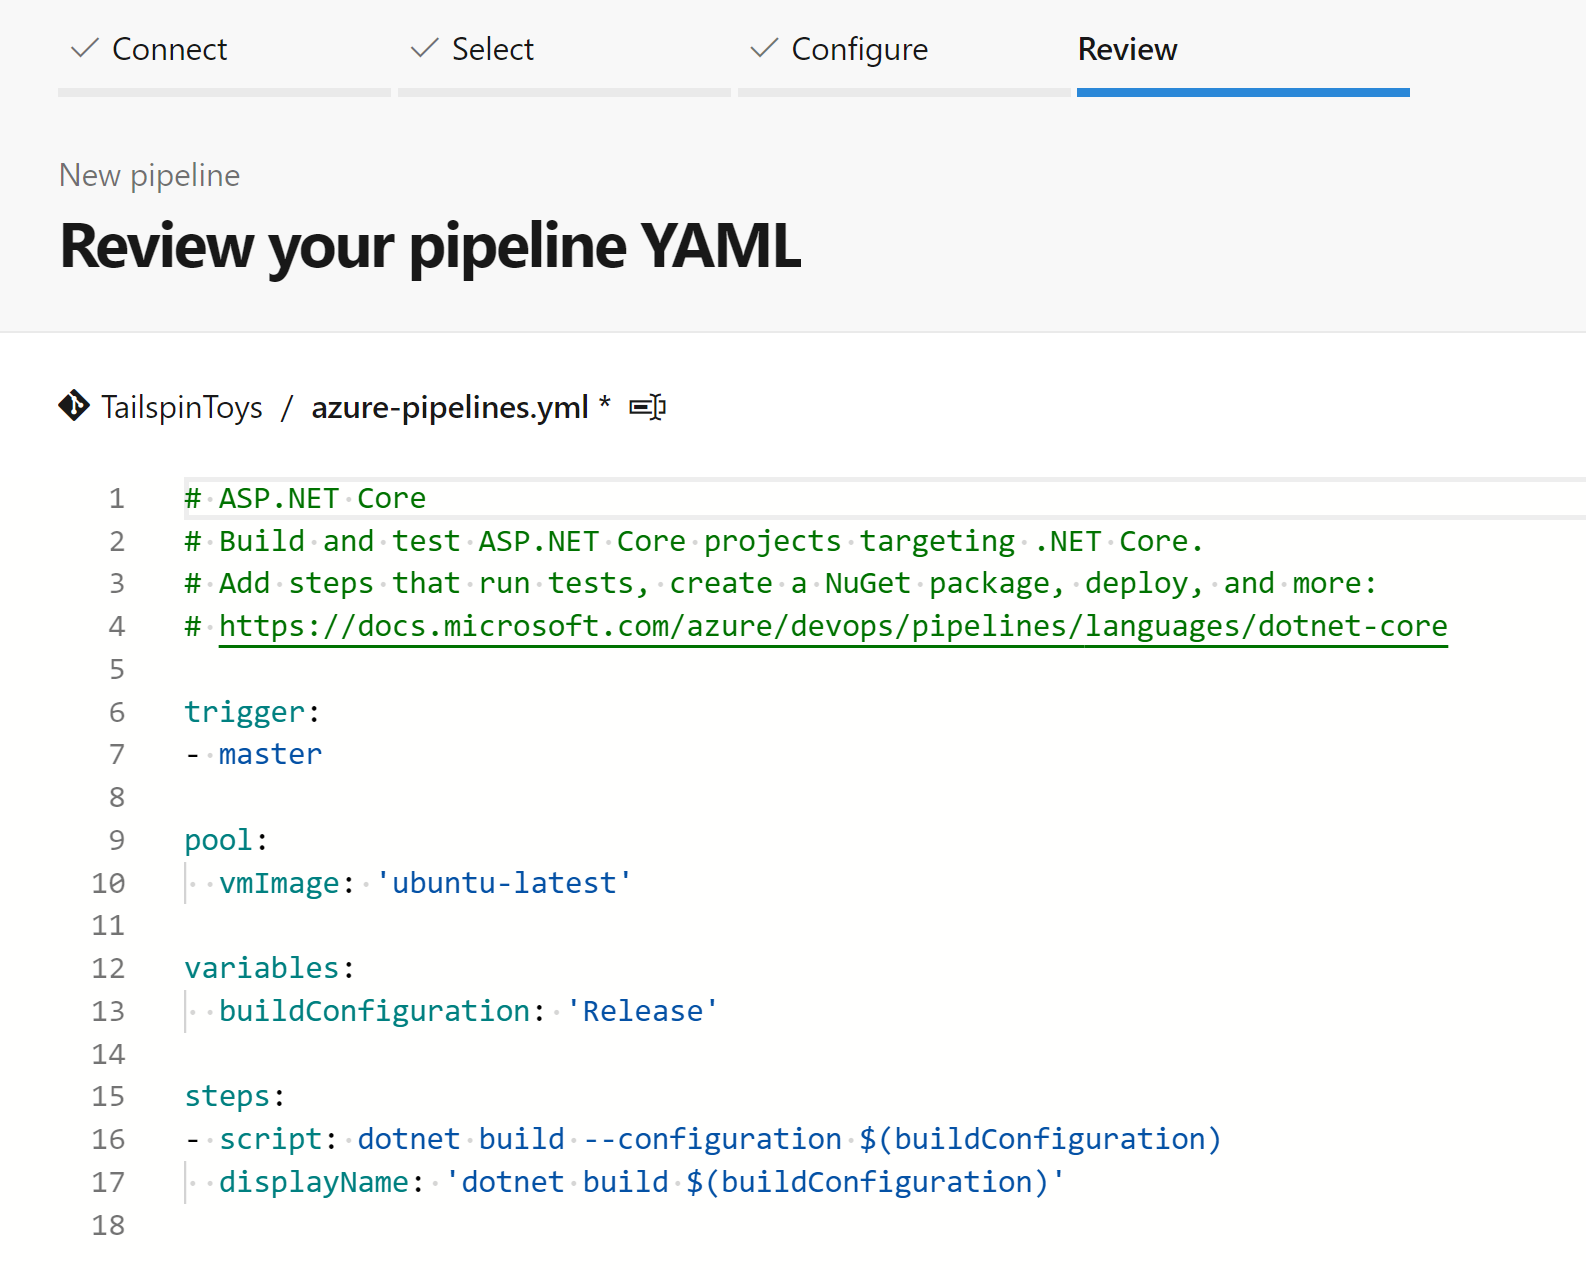 Connect Select Configure Review
New pipeline
Review your pipeline YAML
TailspinToys / azure-pipelines.yml *
1 # ASP.NET Core
2 # Build and test ASP.NET Core projects targeting .NET Core.
3 # Add steps that run tests, create a NuGet package, deploy, and more:
4 # https://docs.microsoft.com/azure/devops/pipelines/languages/dotnet-core
5
6 trigger:
7 - master
8
9 pool:
10   vmImage: 'ubuntu-latest'
11
12 variables:
13   buildConfiguration: 'Release'
14
15 steps:
16 - script: dotnet build --configuration $(buildConfiguration)
17   displayName: 'dotnet build $(buildConfiguration)'
18